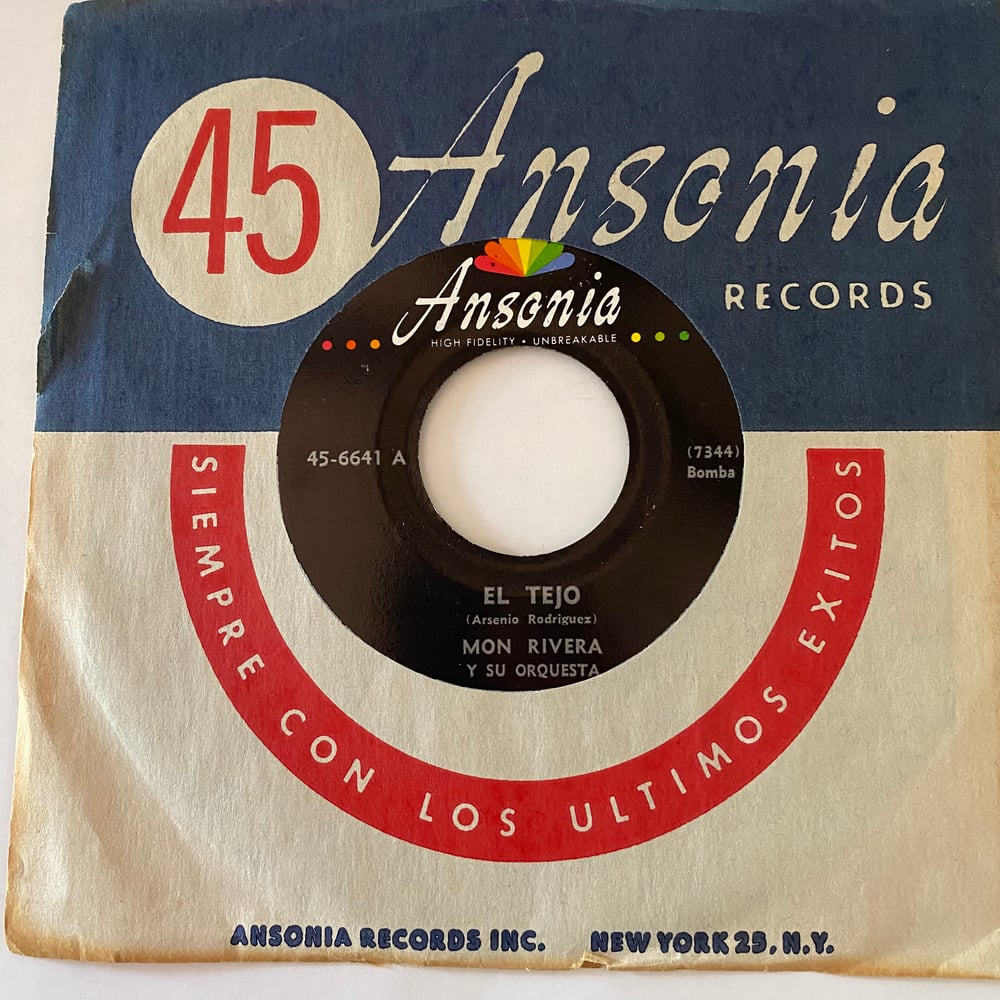 45 Ansonia
RECORDS
Ansonia
HIGH FIDELITY • UNBREAKABLE
45-6641 A
(7344)
Bomba
EL TEJO
(Arsenio Rodriguez)
MON RIVERA
Y SU ORQUESTA
SIEMPRE CON LOS ULTIMOS EXITOS
ANSONIA RECORDS INC. NEW YORK 25, N.Y.